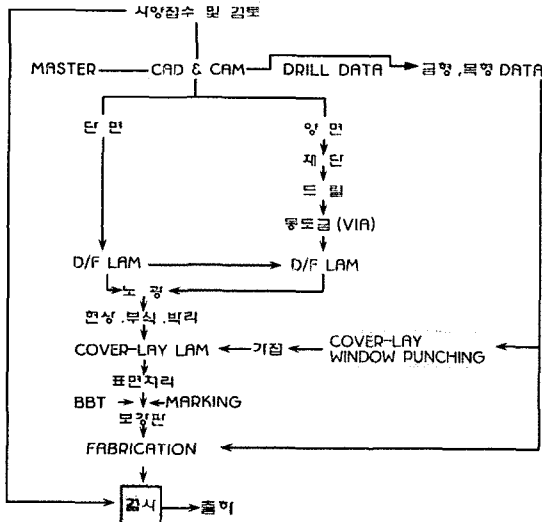 사양접수 및 검토
MASTER
CAD & CAM
DRILL DATA
금형, 목형 DATA
단 면
양 면
재 단
드 릴
동도금 (VIA)
D/F LAM
D/F LAM
노 광
현상, 부식, 박리
COVER-LAY LAM
가접
COVER-LAY
WINDOW PUNCHING
표면처리
BBT
MARKING
보강판
FABRICATION
검사
출하